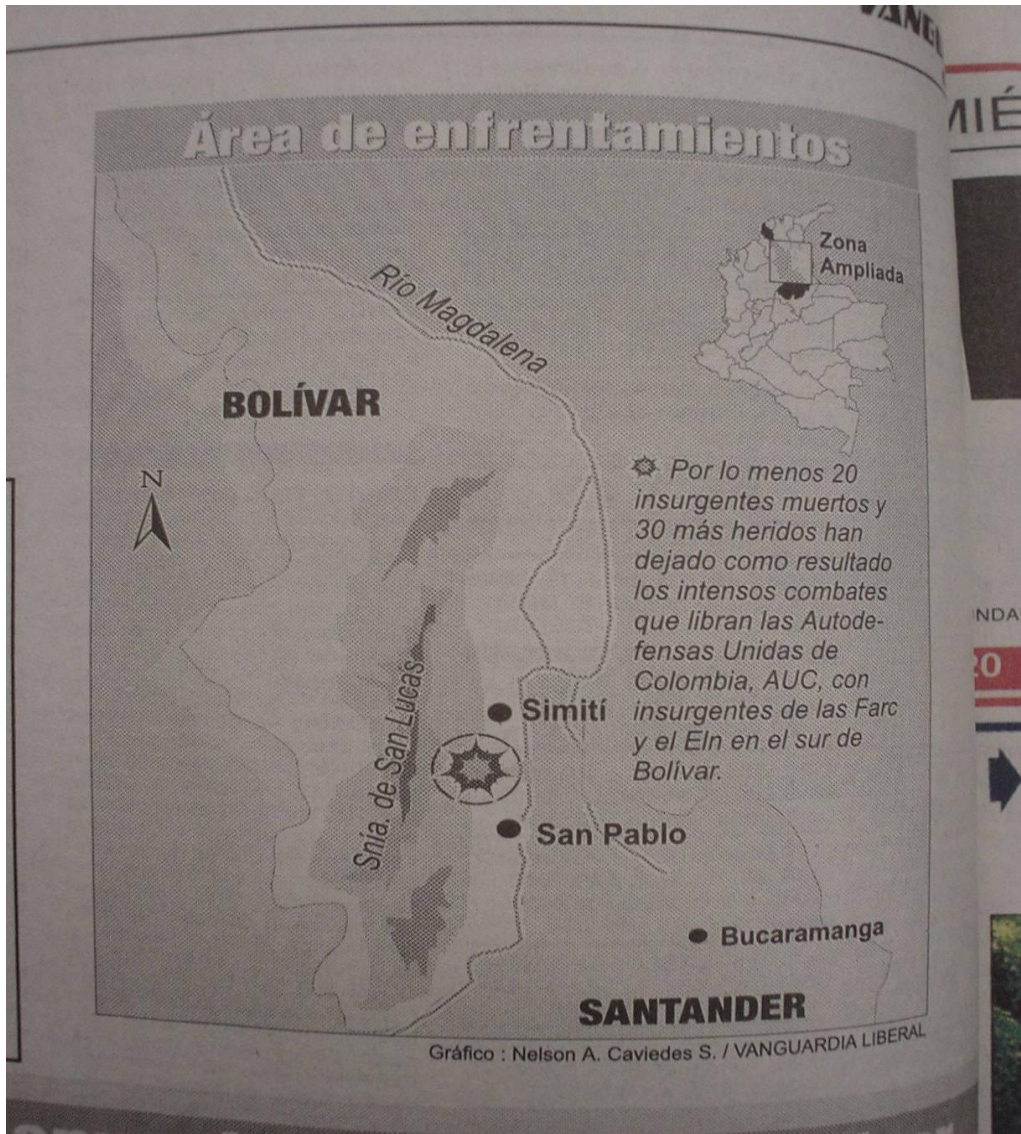 Área de enfrentamientos
Zona
Ampliada
Río Magdalena
BOLÍVAR
N
Por lo menos 20
insurgentes muertos y
30 más heridos han
dejado como resultado
los intensos combates
que libran las Autode-
fensas Unidas de
Colombia, AUC, con
insurgentes de las Farc
y el Eln en el sur de
Bolívar.
Snía. de San Lucas
Simití
San Pablo
Bucaramanga
SANTANDER
Gráfico : Nelson A. Caviedes S. / VANGUARDIA LIBERAL
MIÉ
NDA
20